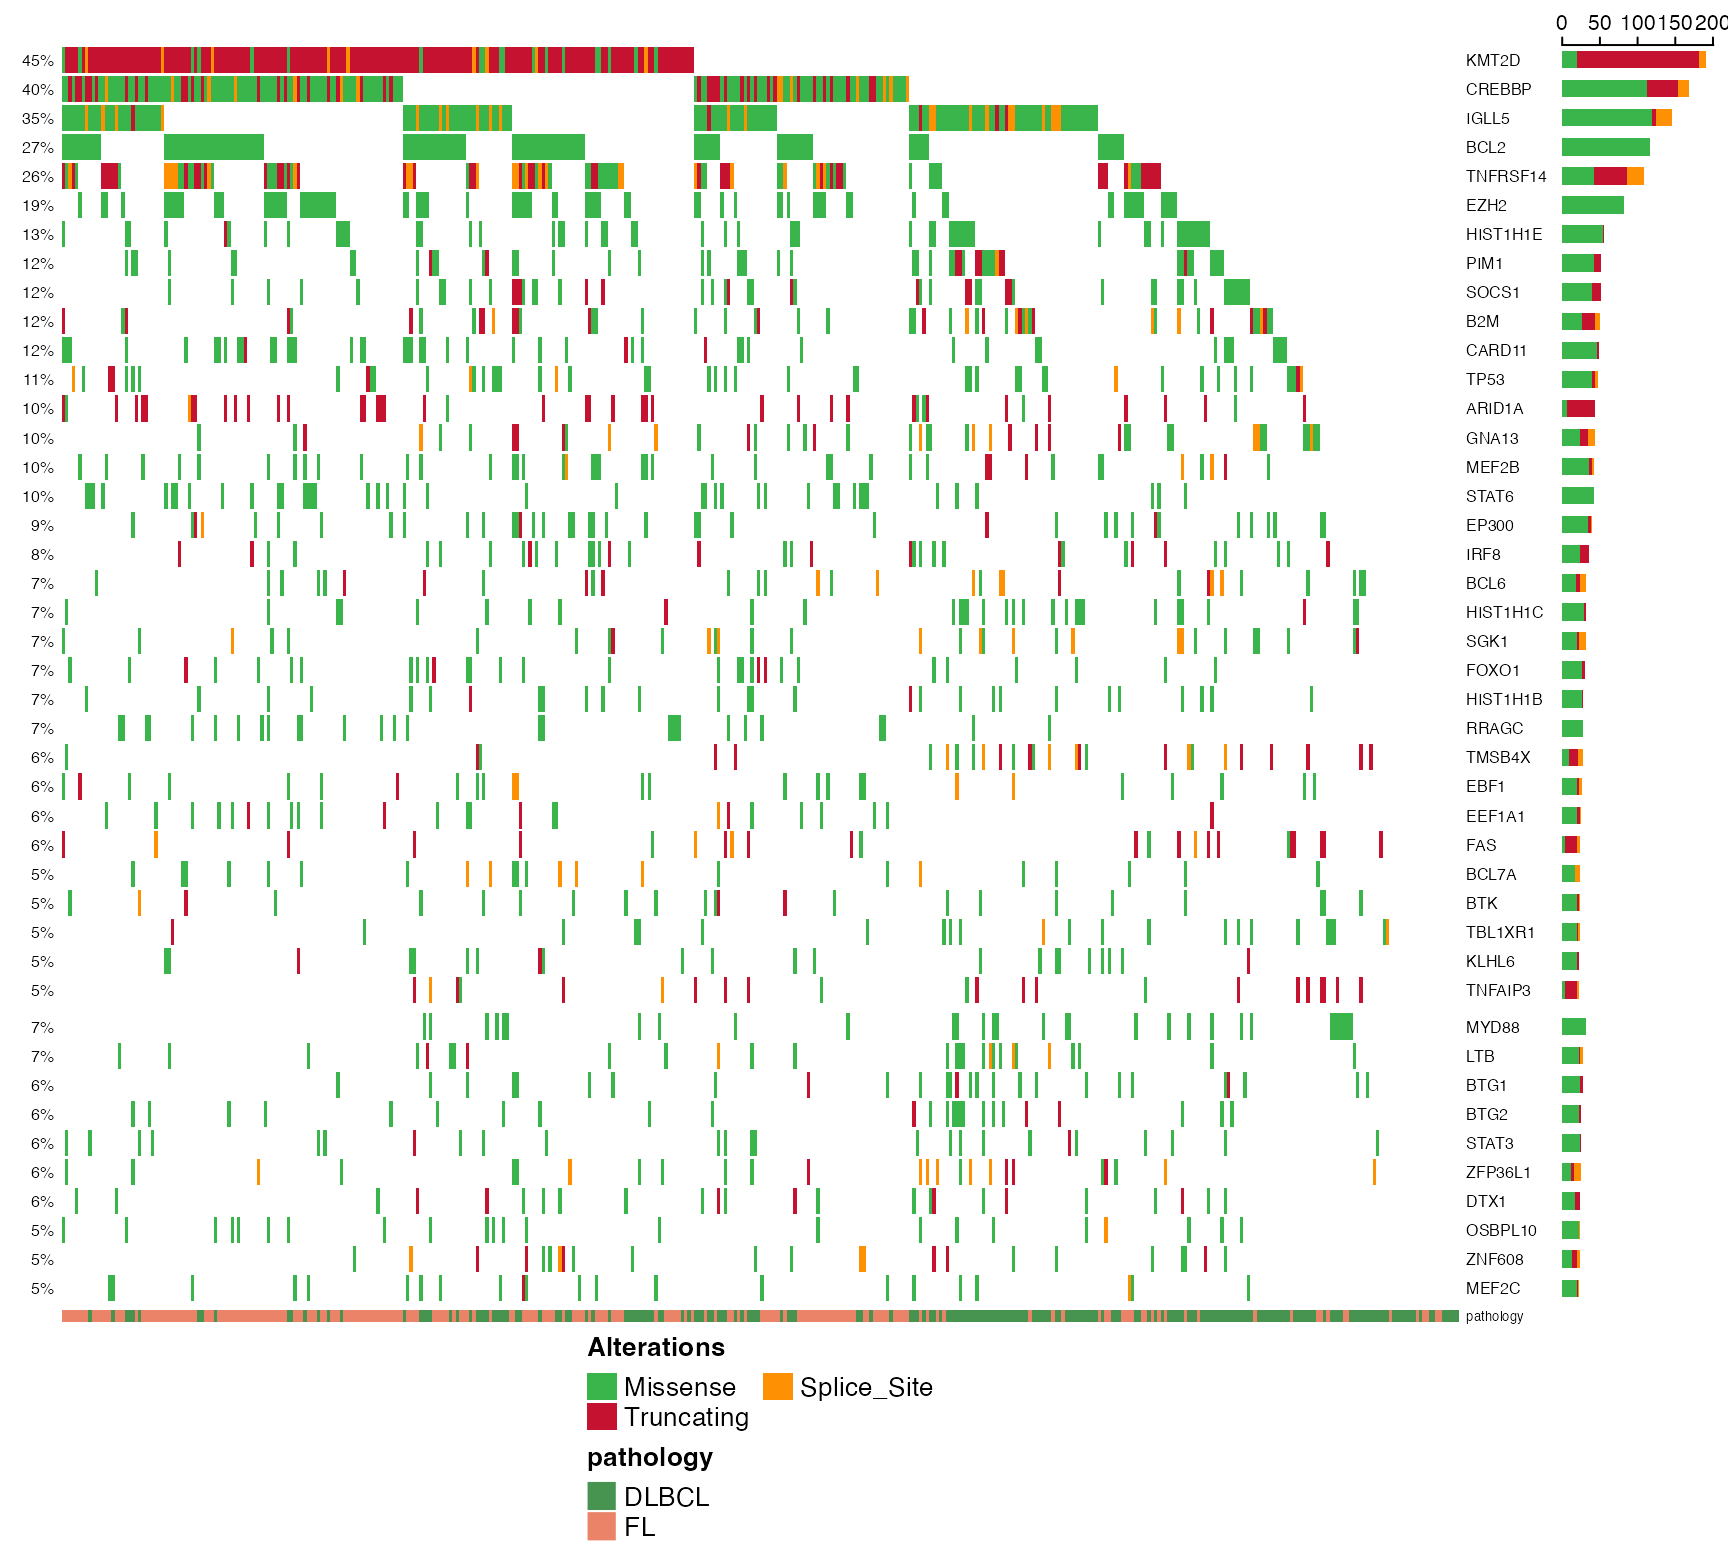 0 50 100 150 200
45% KMT2D
40% CREBBP
35% IGLL5
27% BCL2
26% TNFRSF14
19% EZH2
13% HIST1H1E
12% PIM1
12% SOCS1
12% B2M
12% CARD11
11% TP53
10% ARID1A
10% GNA13
10% MEF2B
10% STAT6
9% EP300
8% IRF8
7% BCL6
7% HIST1H1C
7% SGK1
7% FOXO1
7% HIST1H1B
7% RRAGC
6% TMSB4X
6% EBF1
6% EEF1A1
6% FAS
5% BCL7A
5% BTK
5% TBL1XR1
5% KLHL6
5% TNFAIP3
7% MYD88
7% LTB
6% BTG1
6% BTG2
6% STAT3
6% ZFP36L1
6% DTX1
5% OSBPL10
5% ZNF608
5% MEF2C
pathology
Alterations
Missense Splice_Site
Truncating
pathology
DLBCL
FL